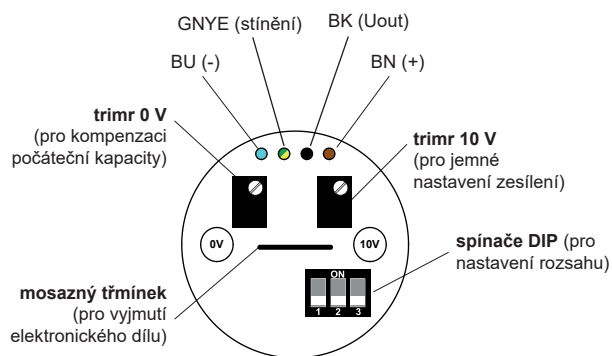 GNYE (stínění)
BK (Uout)
BU (-)
BN (+)
trimr 0 V
(pro kompenzaci
počáteční kapacity)
trimr 10 V
(pro jemné
nastavení zesílení)
0V
10V
spínače DIP (pro
nastavení rozsahu)
ON
1 2 3
mosazný třmínek
(pro vyjmutí
elektronického dílu)